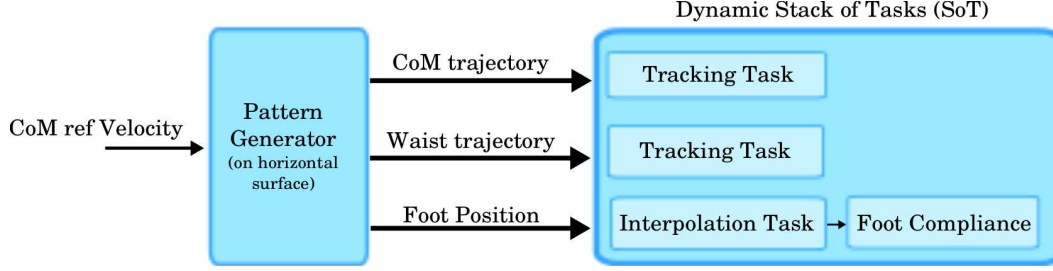 Dynamic Stack of Tasks (SoT)
CoM ref Velocity
Pattern
Generator
(on horizontal
surface)
CoM trajectory
Waist trajectory
Foot Position
Tracking Task
Tracking Task
Interpolation Task
Foot Compliance